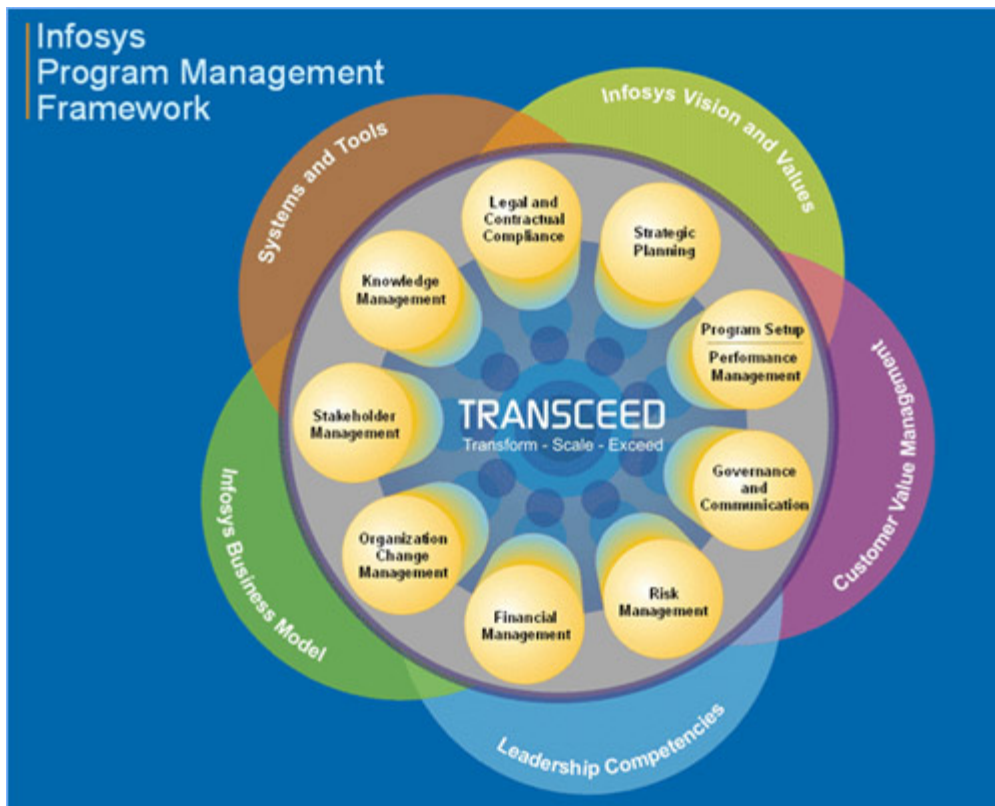 Infosys
Program Management
Framework
Systems and Tools
Infosys Vision and Values
Customer Value Management
Leadership Competencies
Infosys Business Model
Legal and
Contractual
Compliance
Strategic
Planning
Program Setup
Performance
Management
Governance
and
Communication
Risk
Management
Financial
Management
Organization
Change
Management
Stakeholder
Management
Knowledge
Management
TRANSCEED
Transform - Scale - Exceed